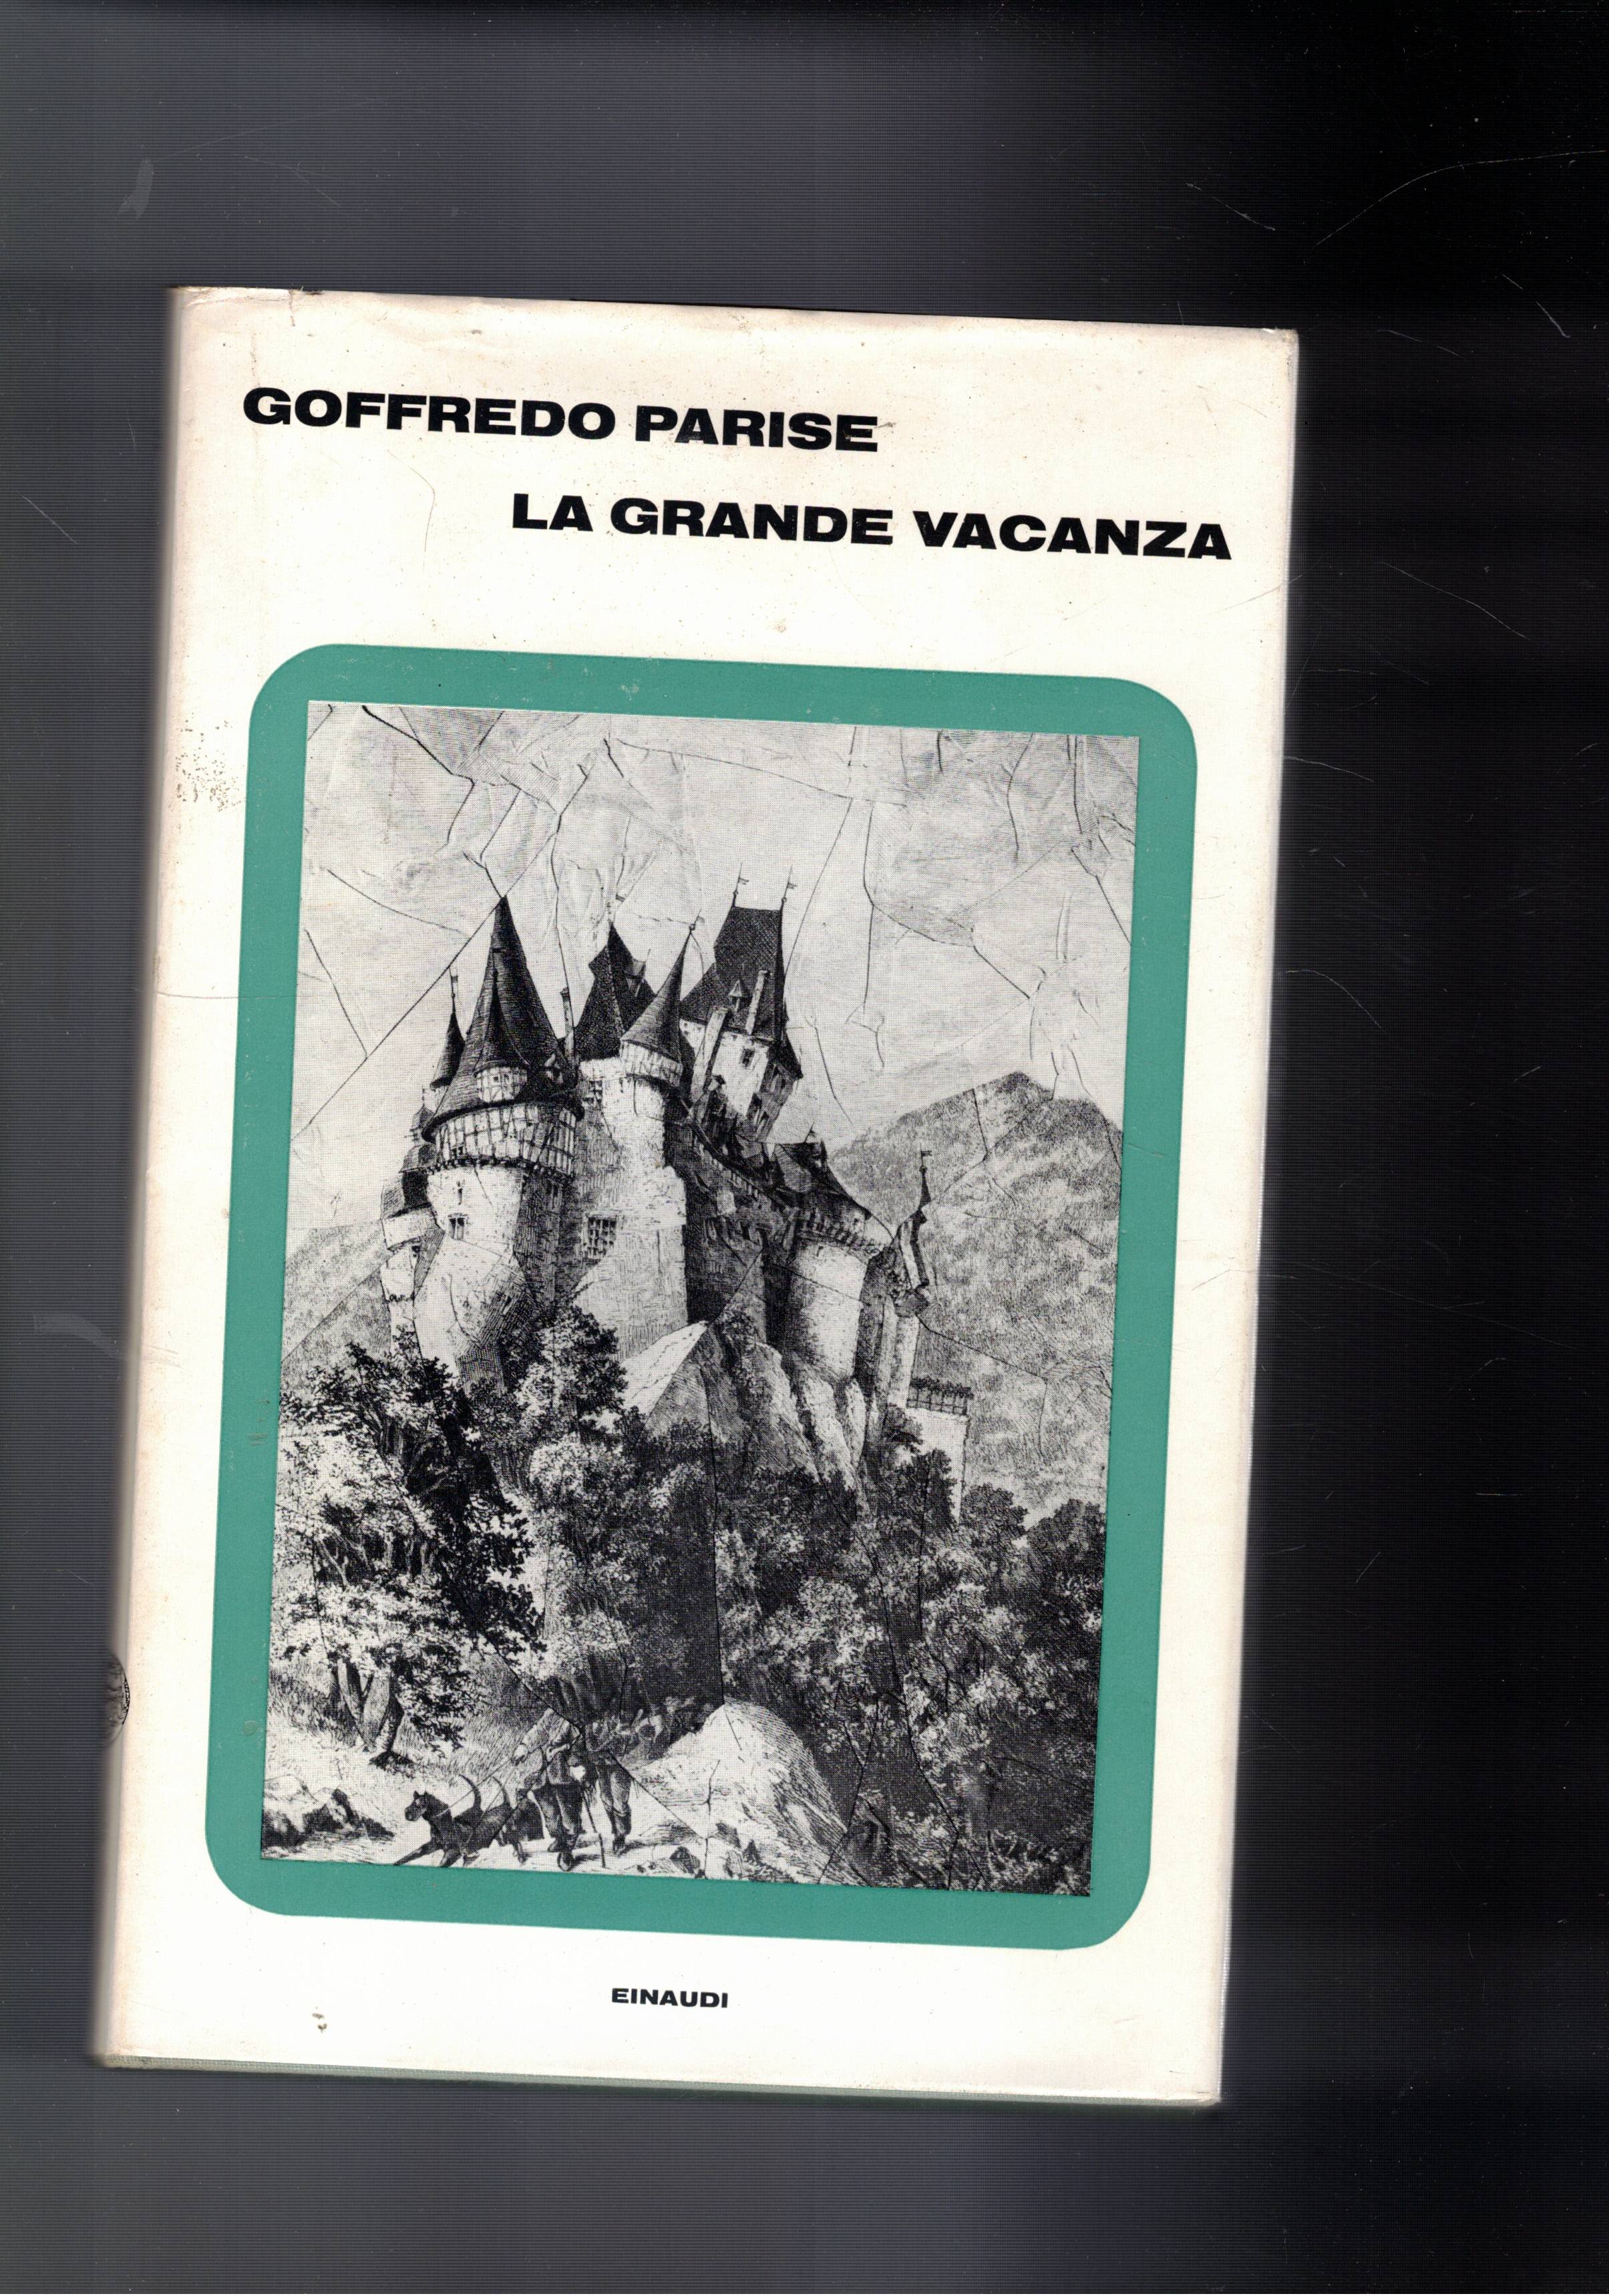 GOFFREDO PARISE
LA GRANDE VACANZA
EINAUDI